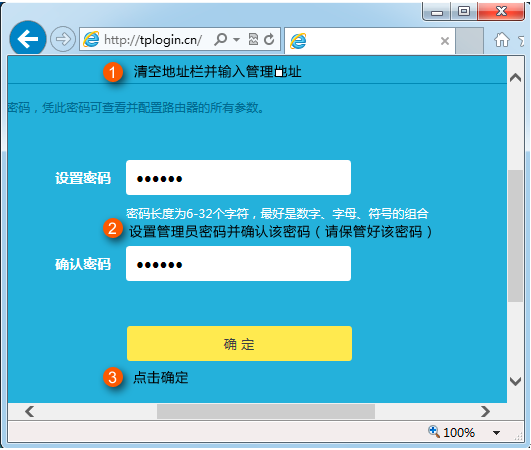 http://tplogin.cn/
1 清空地址栏并输入管理地址
密码，凭此密码可查看并配置路由器的所有参数。
设置密码 ••••••
密码长度为6-32个字符，最好是数字、字母、符号的组合
2 设置管理员密码并确认该密码（请保管好该密码）
确认密码 ••••••
确 定
3 点击确定
100%